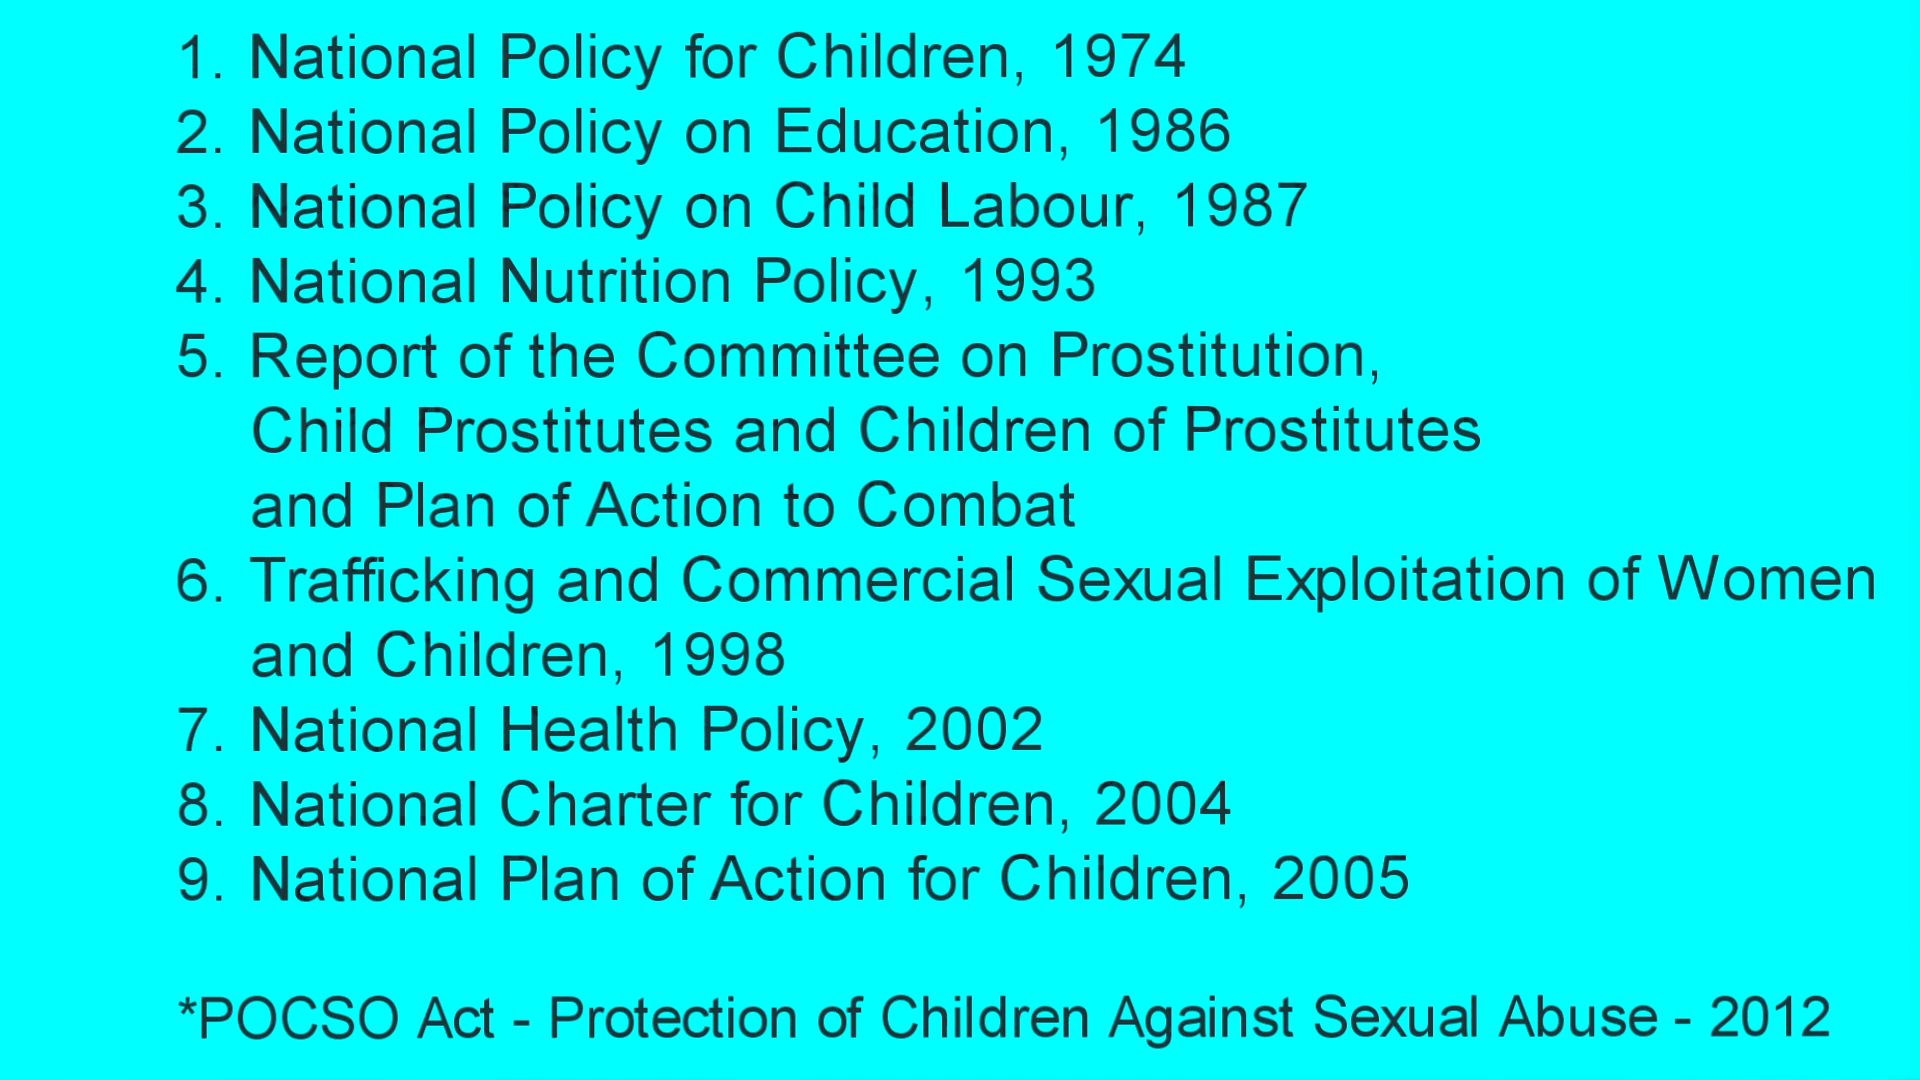 1. National Policy for Children, 1974
2. National Policy on Education, 1986
3. National Policy on Child Labour, 1987
4. National Nutrition Policy, 1993
5. Report of the Committee on Prostitution,
Child Prostitutes and Children of Prostitutes
and Plan of Action to Combat
6. Trafficking and Commercial Sexual Exploitation of Women
and Children, 1998
7. National Health Policy, 2002
8. National Charter for Children, 2004
9. National Plan of Action for Children, 2005
*POCSO Act - Protection of Children Against Sexual Abuse - 2012